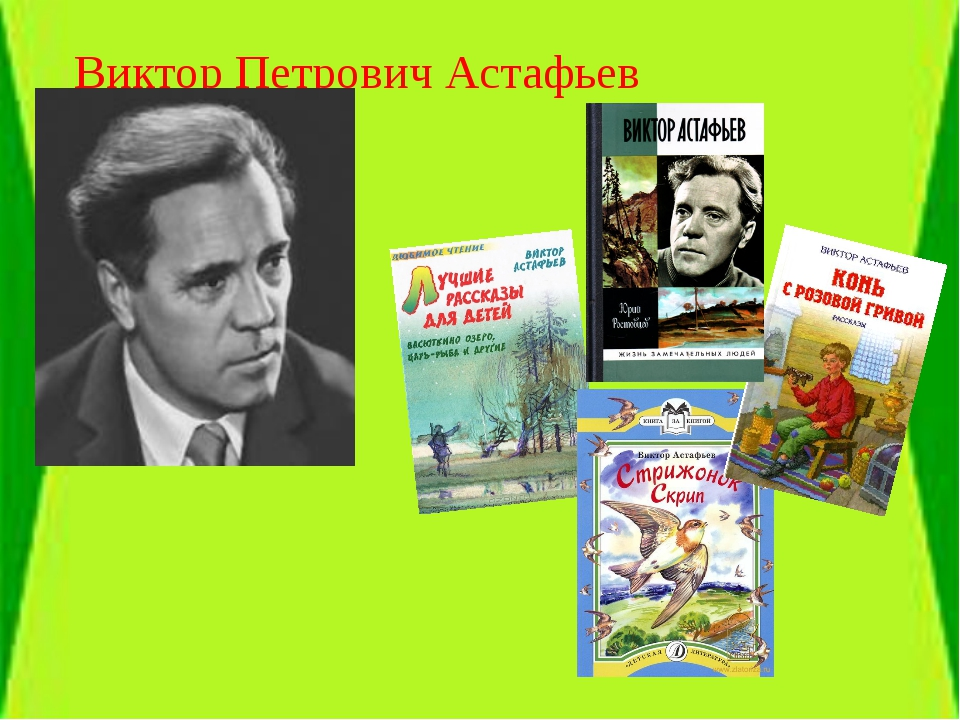 Виктор Петрович Астафьев
ВИКТОР АСТАФЬЕВ
Юрий
Ростовцев
ЖИЗНЬ ЗАМЕЧАТЕЛЬНЫХ ЛЮДЕЙ
ЛЮБИМОЕ ЧТЕНИЕ
ВИКТОР
АСТАФЬЕВ
ЛУЧШИЕ
РАССКАЗЫ
ДЛЯ ДЕТЕЙ
ВАСЮТКИНО ОЗЕРО,
ЦАРЬ-РЫБА И ДРУГИЕ
ВИКТОР АСТАФЬЕВ
КОНЬ
С РОЗОВОЙ ГРИВОЙ
РАССКАЗЫ
КНИГА ЗА КНИГОЙ
Виктор Астафьев
Стрижонок
Скрип
"ДЕТСКАЯ ЛИТЕРАТУРА"